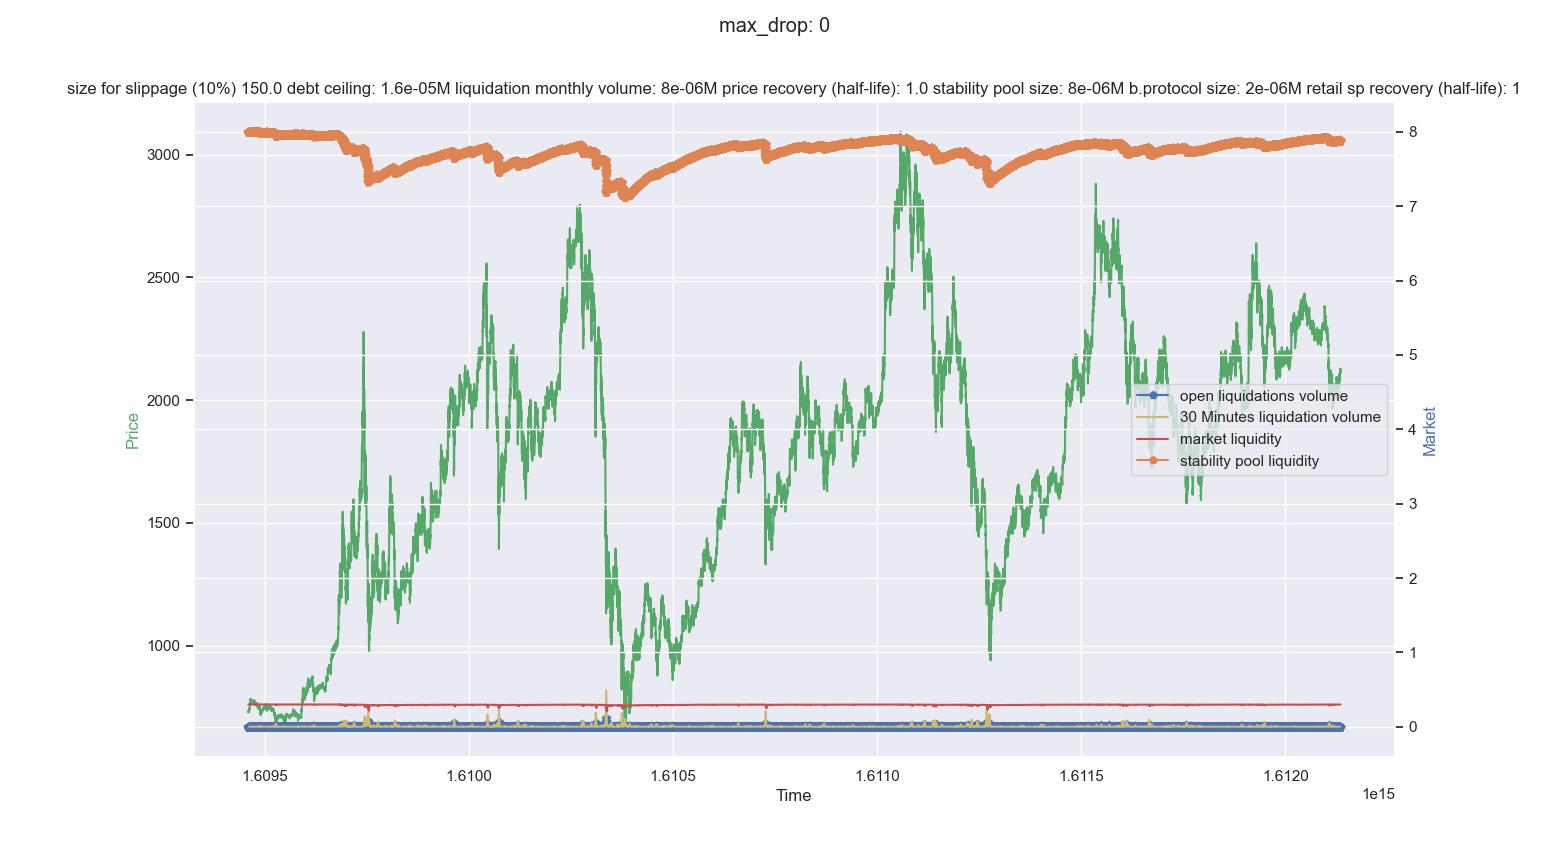 max_drop: 0
size for slippage (10%) 150.0 debt ceiling: 1.6e-05M liquidation monthly volume: 8e-06M price recovery (half-life): 1.0 stability pool size: 8e-06M b.protocol size: 2e-06M retail sp recovery (half-life): 1
3000
2500
2000
1500
1000
Price
8
7
6
5
4
3
2
1
0
Market
open liquidations volume
30 Minutes liquidation volume
market liquidity
stability pool liquidity
1.6095
1.6100
1.6105
1.6110
1.6115
1.6120
1e15
Time